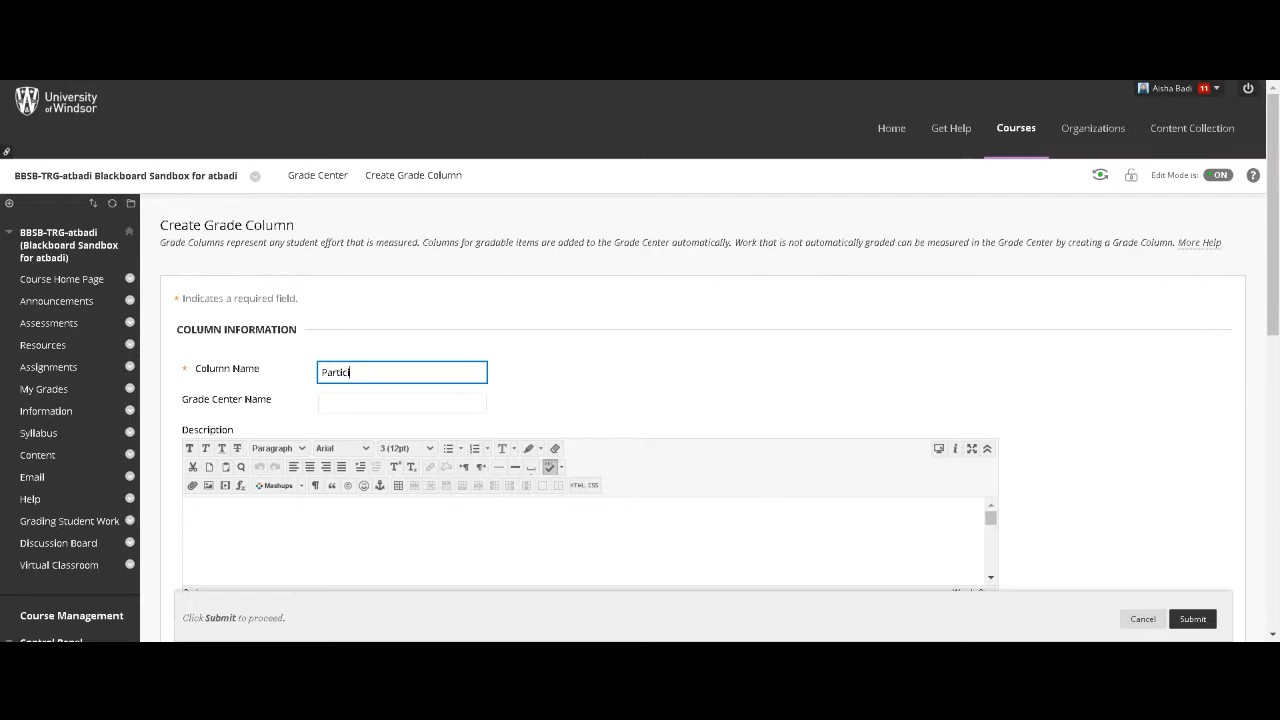 University
of Windsor
Aisha Badi 11
Home Get Help Courses Organizations Content Collection
BBSB-TRG-atbadi Blackboard Sandbox for atbadi Grade Center Create Grade Column Edit Mode is: ON ?
BBSB-TRG-atbadi
(Blackboard Sandbox
for atbadi)
Course Home Page
Announcements
Assessments
Resources
Assignments
My Grades
Information
Syllabus
Content
Email
Help
Grading Student Work
Discussion Board
Virtual Classroom
Course Management
Control Panel
Create Grade Column
Grade Columns represent any student effort that is measured. Columns for gradable items are added to the Grade Center automatically. Work that is not automatically graded can be measured in the Grade Center by creating a Grade Column. More Help
* Indicates a required field.
COLUMN INFORMATION
* Column Name Partici
Grade Center Name
Description
T T T T Paragraph Arial 3 (12pt) T
Mashups HTML CSS
Click Submit to proceed.
Cancel Submit